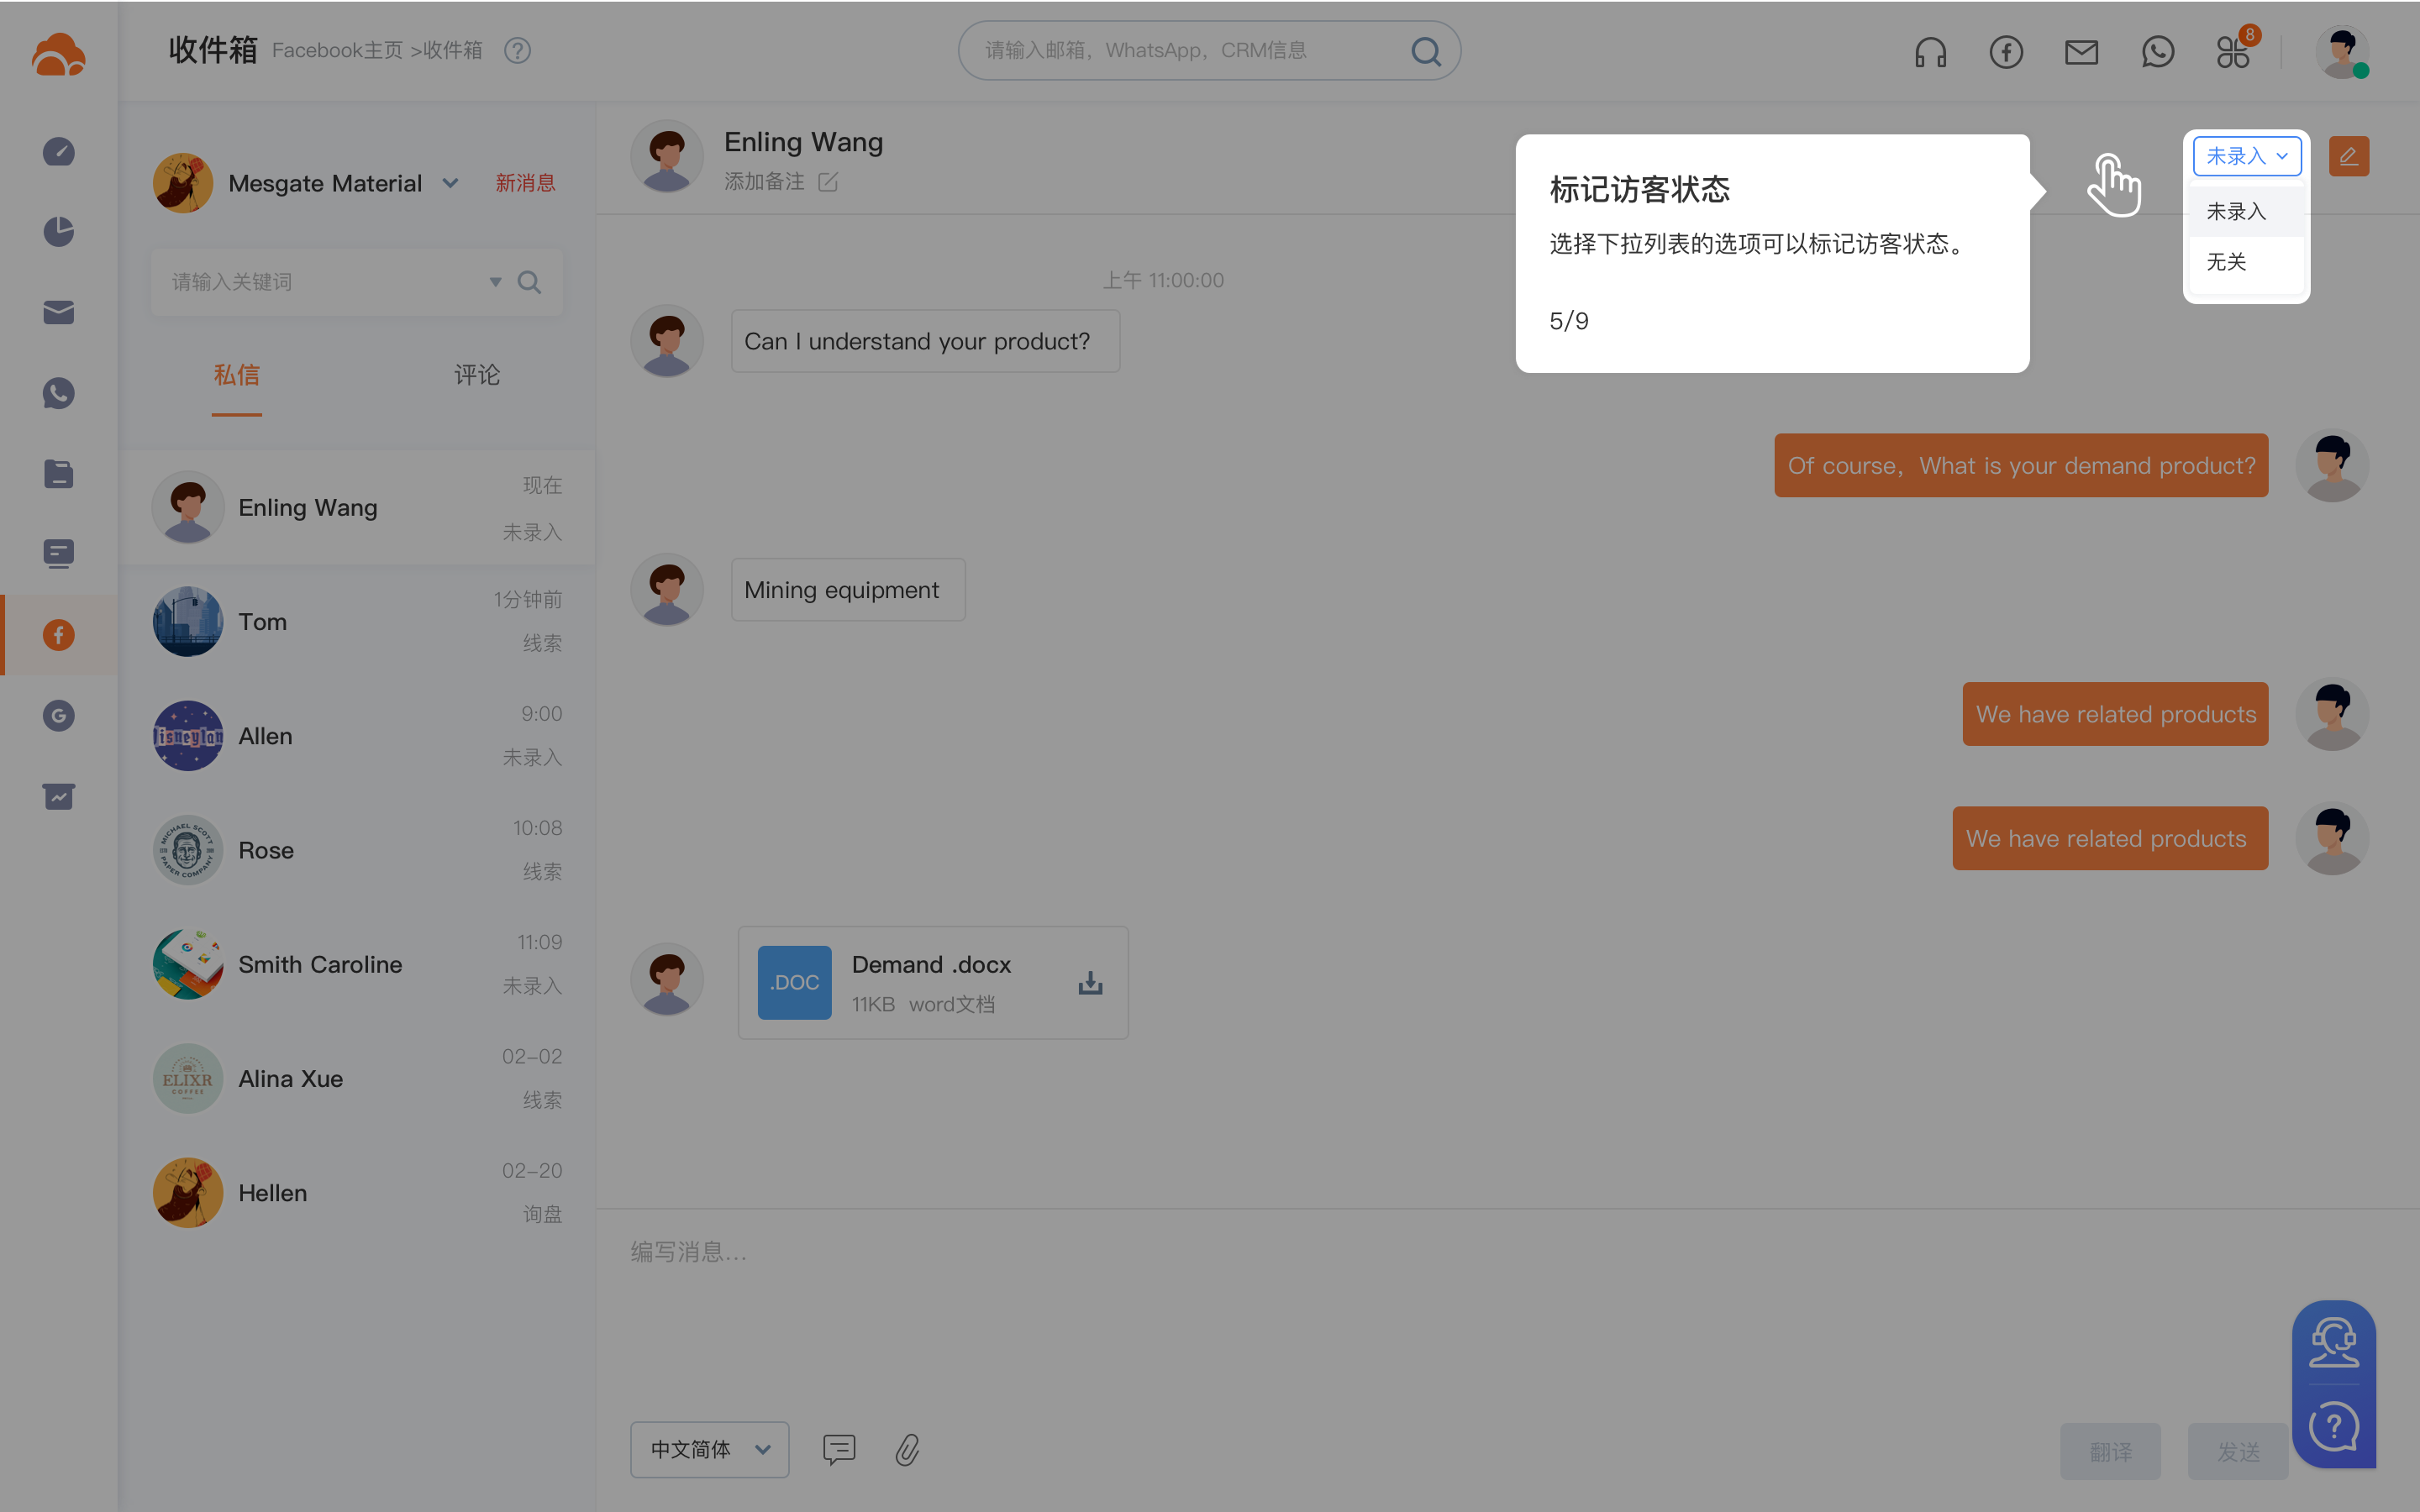 收件箱 Facebook主页 >收件箱
请输入邮箱，WhatsApp，CRM信息
8
Mesgate Material 新消息
请输入关键词
私信 评论
Enling Wang 现在
未录入
Tom 1分钟前
线索
Allen 9:00
未录入
Rose 10:08
线索
Smith Caroline 11:09
未录入
Alina Xue 02-02
线索
Hellen 02-20
询盘
MICHAEL SCOTT
PAPER COMPANY
ELIXR
COFFEE
Enling Wang
添加备注
标记访客状态
选择下拉列表的选项可以标记访客状态。
5/9
未录入
未录入
无关
上午 11:00:00
Can I understand your product?
Of course，What is your demand product?
Mining equipment
We have related products
We have related products
.DOC
Demand .docx
11KB word文档
编写消息...
中文简体
翻译 发送